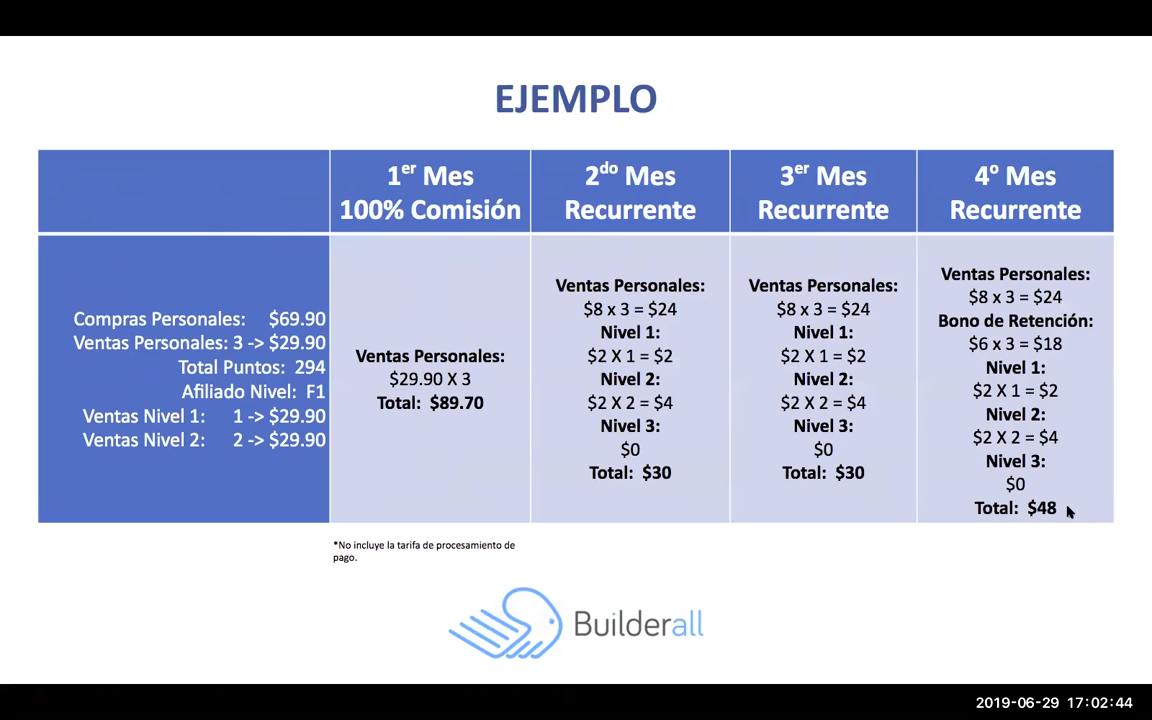 EJEMPLO
1er Mes
100% Comisión
2do Mes
Recurrente
3er Mes
Recurrente
4º Mes
Recurrente
Compras Personales: $69.90
Ventas Personales: 3 -> $29.90
Total Puntos: 294
Afiliado Nivel: F1
Ventas Nivel 1: 1 -> $29.90
Ventas Nivel 2: 2 -> $29.90
Ventas Personales:
$29.90 X 3
Total: $89.70
Ventas Personales:
$8 x 3 = $24
Nivel 1:
$2 X 1 = $2
Nivel 2:
$2 X 2 = $4
Nivel 3:
$0
Total: $30
Ventas Personales:
$8 x 3 = $24
Nivel 1:
$2 X 1 = $2
Nivel 2:
$2 X 2 = $4
Nivel 3:
$0
Total: $30
Ventas Personales:
$8 x 3 = $24
Bono de Retención:
$6 x 3 = $18
Nivel 1:
$2 X 1 = $2
Nivel 2:
$2 X 2 = $4
Nivel 3:
$0
Total: $48
*No incluye la tarifa de procesamiento de
pago.
Builderall
2019-06-29 17:02:44